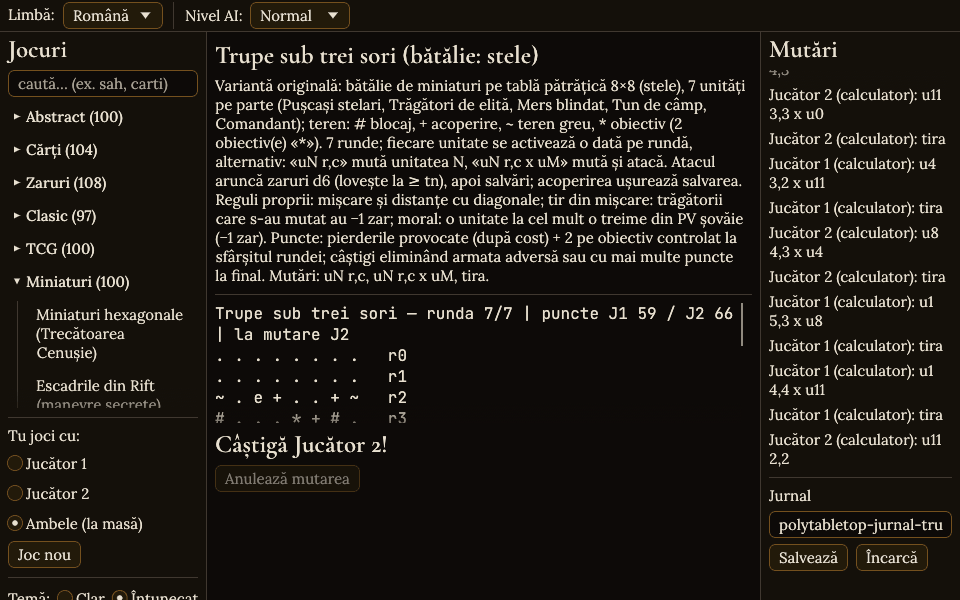 Limbă: Română ▼ Nivel AI: Normal ▼
Jocuri
caută... (ex. sah, carti)
▸ Abstract (100)
▸ Cărți (104)
▸ Zaruri (108)
▸ Clasic (97)
▸ TCG (100)
▾ Miniaturi (100)
Miniaturi hexagonale
(Trecătoarea
Cenușie)
Escadrile din Rift
(manevre secrete)
Tu joci cu:
Jucător 1
Jucător 2
Ambele (la masă)
Joc nou
Temă: Clar Întunecat
Trupe sub trei sori (bătălie: stele)
Variantă originală: bătălie de miniaturi pe tablă pătrățică 8×8 (stele), 7 unități
pe parte (Pușcași stelari, Trăgători de elită, Mers blindat, Tun de câmp,
Comandant); teren: # blocaj, + acoperire, ~ teren greu, * obiectiv (2
obiectiv(e) «*»). 7 runde; fiecare unitate se activează o dată pe rundă,
alternativ: «uN r,c» mută unitatea N, «uN r,c x uM» mută și atacă. Atacul
aruncă zaruri d6 (lovește la ≥ tn), apoi salvări; acoperirea ușurează salvarea.
Reguli proprii: mișcare și distanțe cu diagonale; tir din mișcare: trăgătorii
care s-au mutat au −1 zar; moral: o unitate la cel mult o treime din PV șovăie
(−1 zar). Puncte: pierderile provocate (după cost) + 2 pe obiectiv controlat la
sfârșitul rundei; câștigi eliminând armata adversă sau cu mai multe puncte
la final. Mutări: uN r,c, uN r,c x uM, tira.
Trupe sub trei sori — runda 7/7 | puncte J1 59 / J2 66
| la mutare J2
. . . . . . . . r0
. . . . . . . . r1
~ . e + . . + ~ r2
# . . . * + # . r3
Câștigă Jucător 2!
Anulează mutarea
Mutări
4,3
Jucător 2 (calculator): u11
3,3 x u0
Jucător 2 (calculator): tira
Jucător 1 (calculator): u4
3,2 x u11
Jucător 1 (calculator): tira
Jucător 2 (calculator): u8
4,3 x u4
Jucător 2 (calculator): tira
Jucător 1 (calculator): u1
5,3 x u8
Jucător 1 (calculator): tira
Jucător 1 (calculator): u1
4,4 x u11
Jucător 1 (calculator): tira
Jucător 2 (calculator): u11
2,2
Jurnal
polytabletop-jurnal-tru
Salvează Încarcă